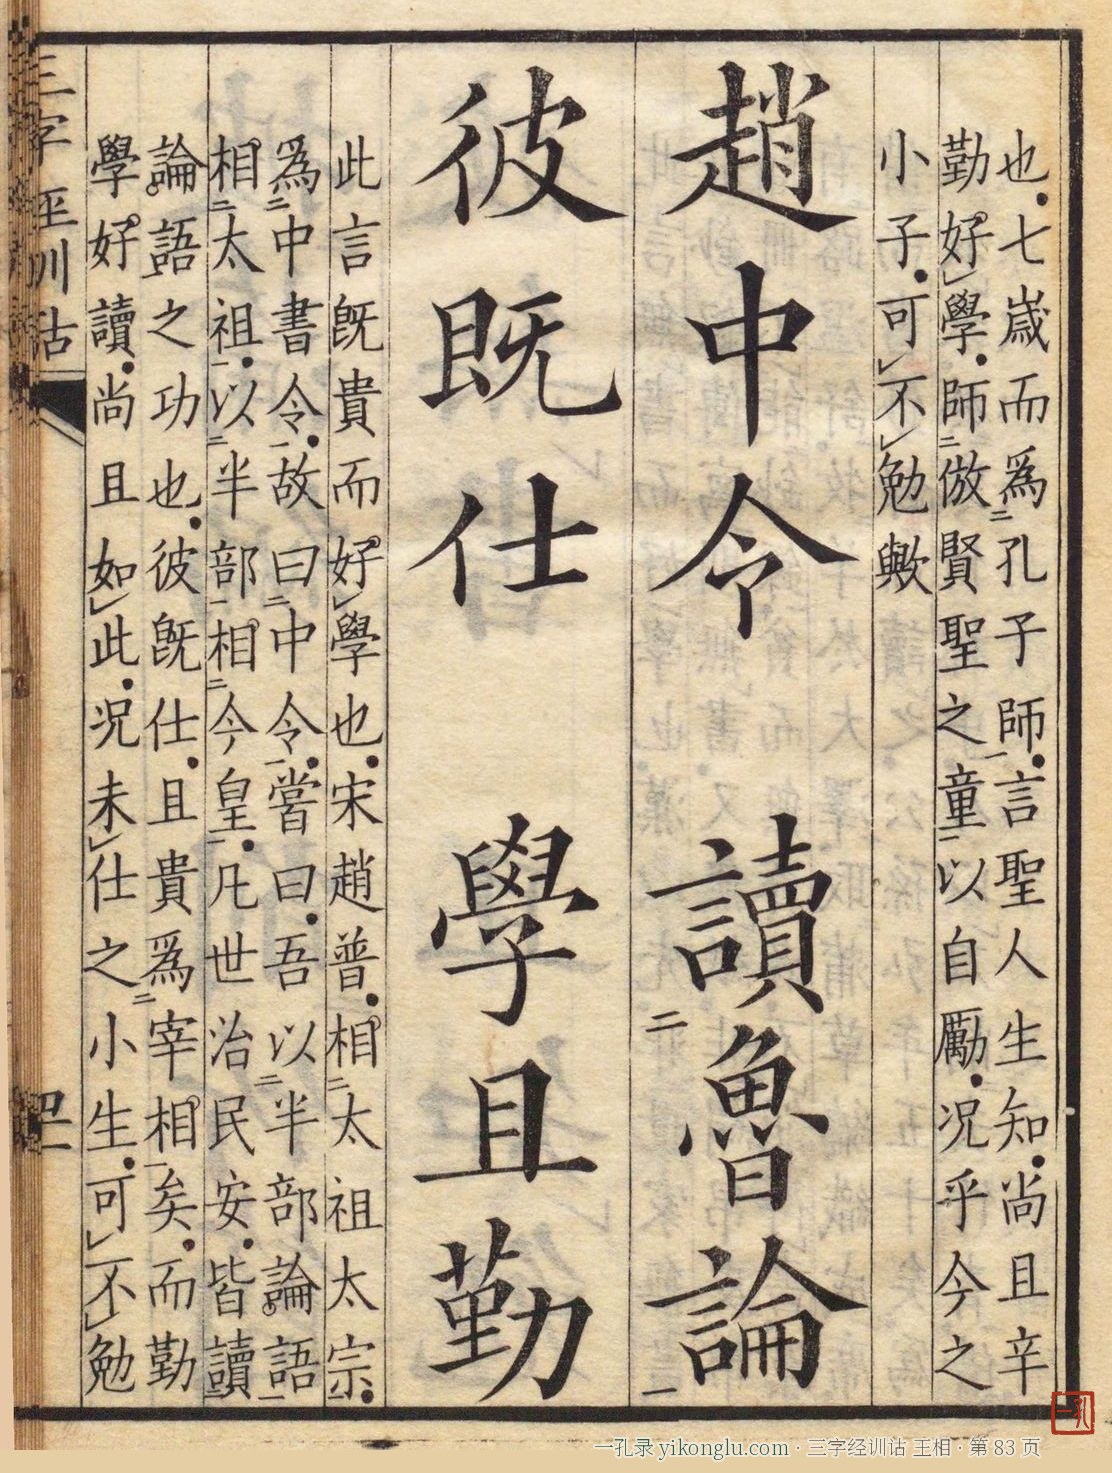 也七歲而爲孔子師言聖人生知尚且辛
勤好學師倣賢聖之童以自勵况乎今之
小子可不勉歟
趙中令 讀魯論
彼既仕 學且勤
此言旣貴而好學也宋趙普相太祖太宗
爲中書令故曰中令嘗曰吾以半部論語
相太祖以半部相今皇凡世治民安皆讀
論語之功也彼旣仕且貴爲宰相矣而勤
學好讀尚且如此况未仕之小生可不勉
三字經訓詁
一孔录 yikonglu.com · 三字经训诂 王相 · 第 83 页